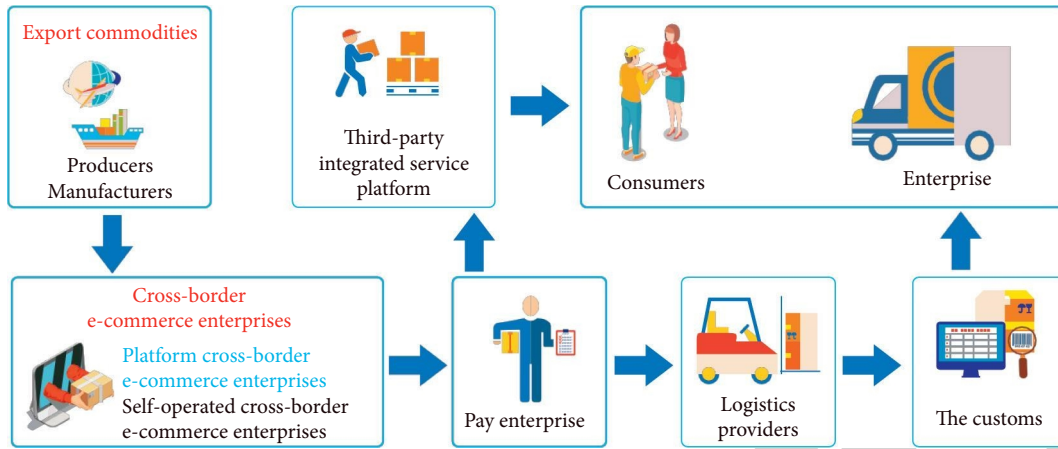 Export commodities
Producers
Manufacturers
Third-party
integrated service
platform
Consumers
Enterprise
Cross-border
e-commerce enterprises
Platform cross-border
e-commerce enterprises
Self-operated cross-border
e-commerce enterprises
Pay enterprise
Logistics
providers
The customs